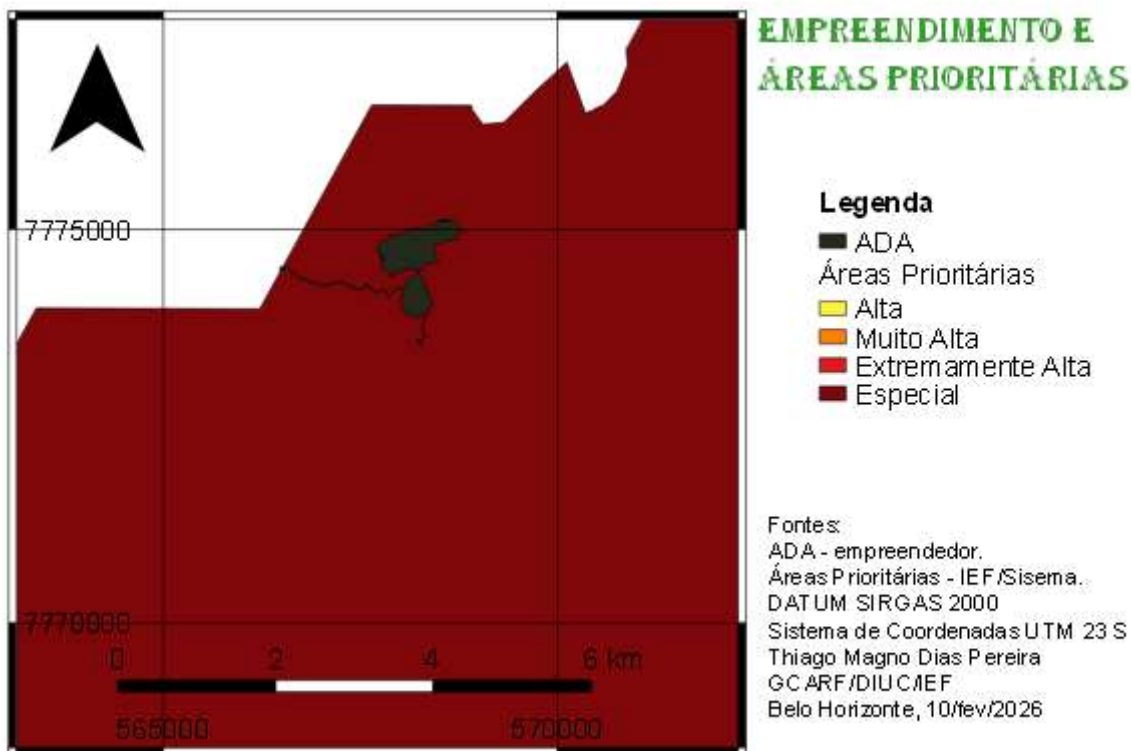 EMPREENDIMENTO E
ÁREAS PRIORITÁRIAS
Legenda
ADA
Áreas Prioritárias
Alta
Muito Alta
Extremamente Alta
Especial
7775000
7770000
0 2 4 6 km
565000 570000
Fontes:
ADA - empreendedor.
Áreas Prioritárias - IEF/Sisema.
DATUM SIRGAS 2000
Sistema de Coordenadas UTM 23 S
Thiago Magno Dias Pereira
GCARF/DIUC/IEF
Belo Horizonte, 10/fev/2026